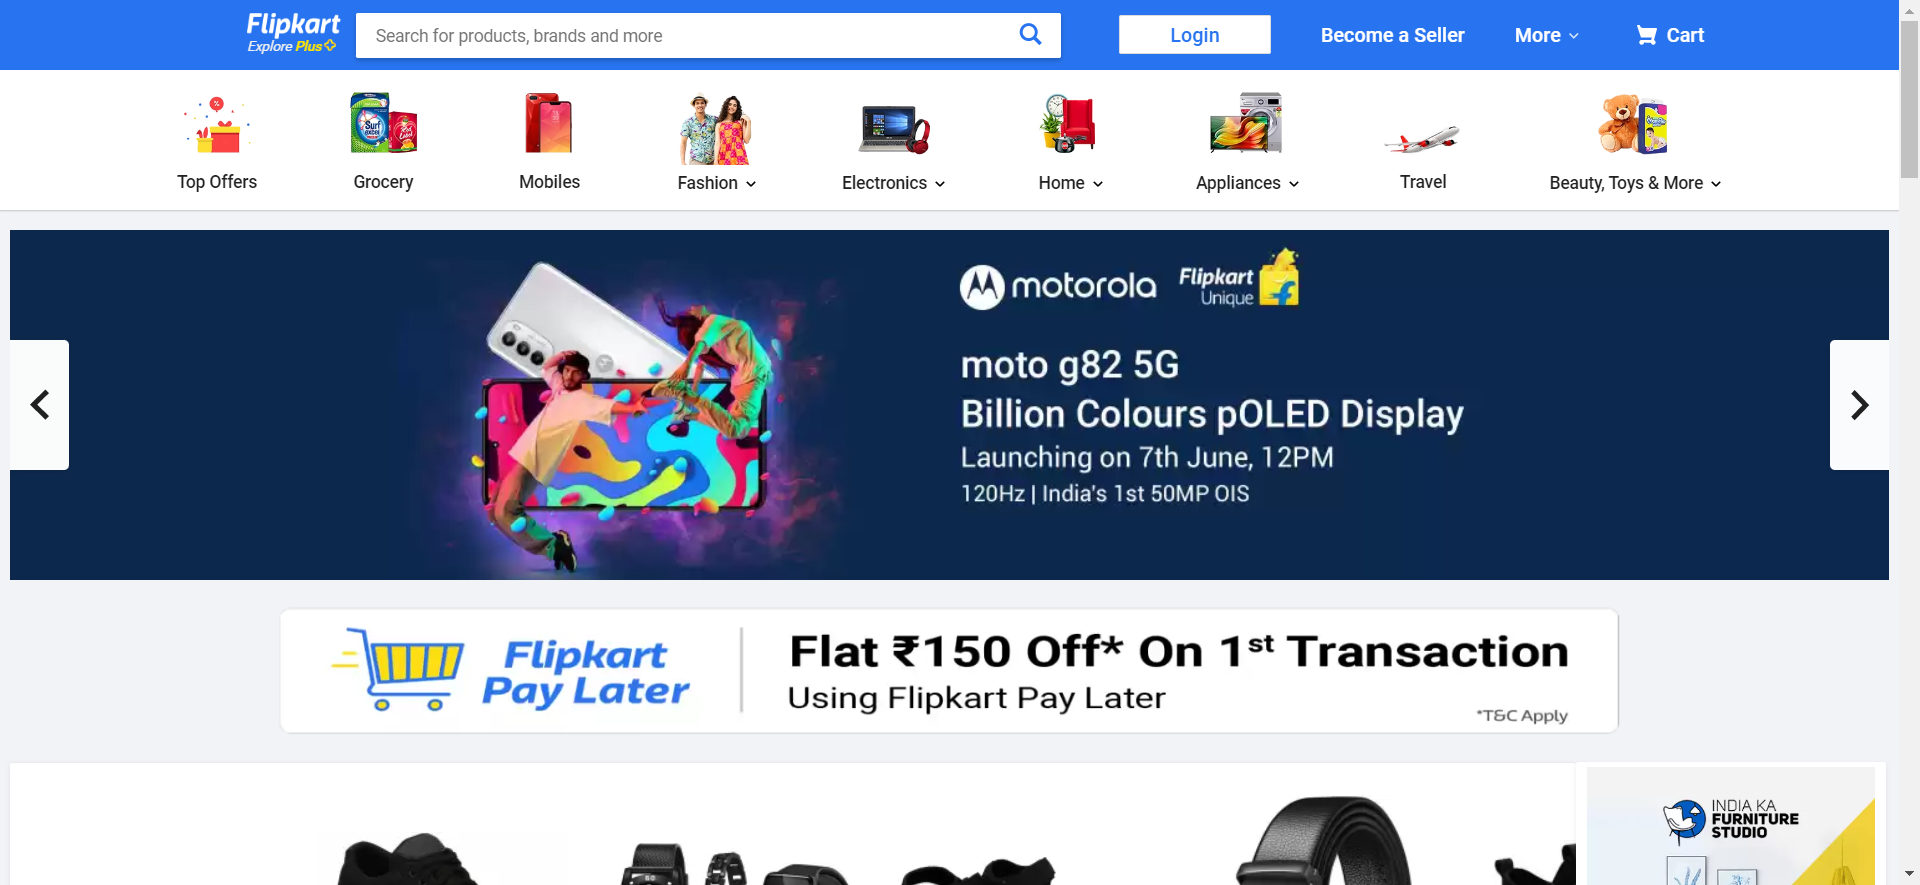 Flipkart
Explore Plus
Search for products, brands and more
Login
Become a Seller
More
Cart
Top Offers
Grocery
Mobiles
Fashion
Electronics
Home
Appliances
Travel
Beauty, Toys & More
Surf excel
motorola
Flipkart Unique
moto g82 5G
Billion Colours pOLED Display
Launching on 7th June, 12PM
120Hz | India's 1st 50MP OIS
Flipkart
Pay Later
Flat ₹150 Off* On 1st Transaction
Using Flipkart Pay Later
*T&C Apply
INDIA KA
FURNITURE
STUDIO